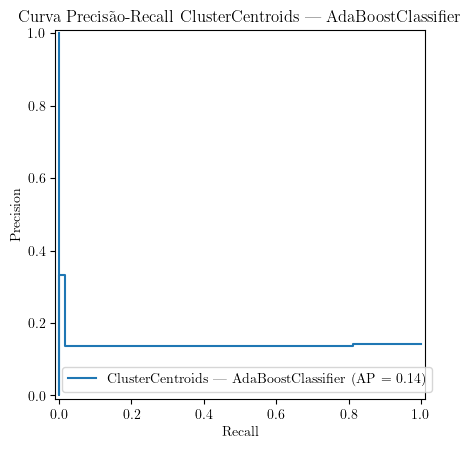 Curva Precisão-Recall ClusterCentroids — AdaBoostClassifier
1.0
0.8
0.6
0.4
0.2
0.0
Precision
ClusterCentroids — AdaBoostClassifier (AP = 0.14)
0.0 0.2 0.4 0.6 0.8 1.0
Recall